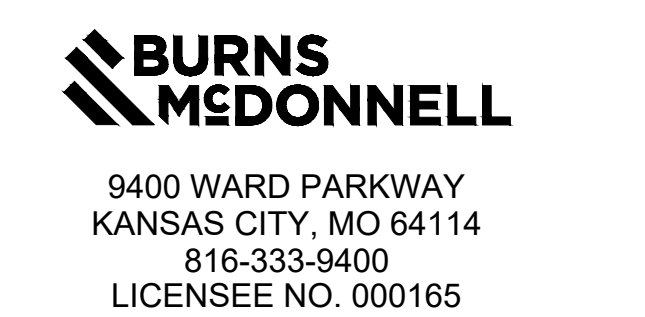 BURNS
McDONNELL
9400 WARD PARKWAY
KANSAS CITY, MO 64114
816-333-9400
LICENSEE NO. 000165